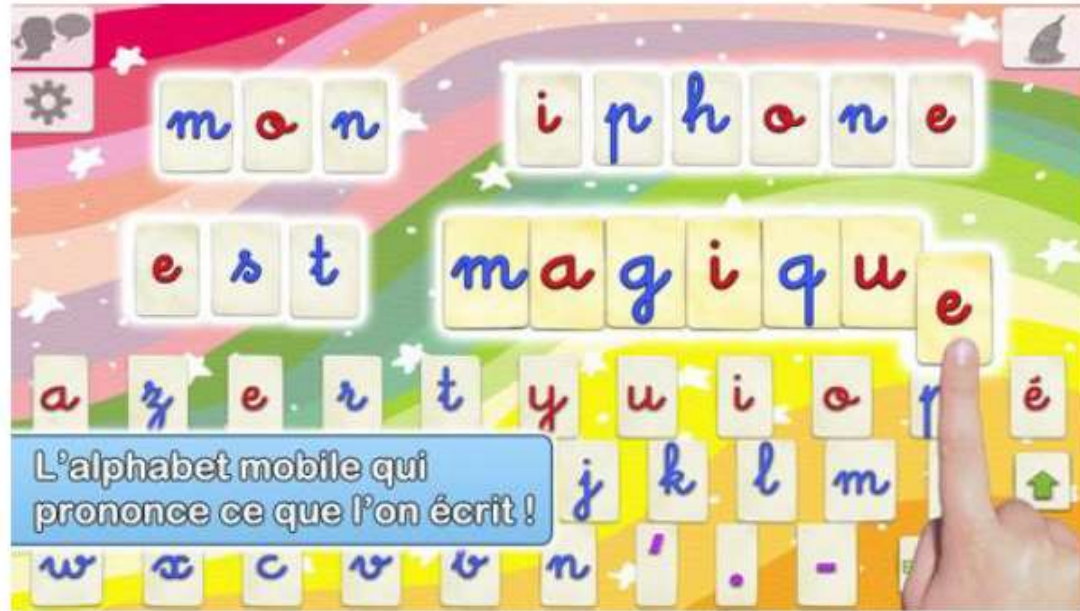 mon iphone
est magique
a z e r t y u i o p é
j k l m
L'alphabet mobile qui
prononce ce que l'on écrit !
w x c v b n ' . -